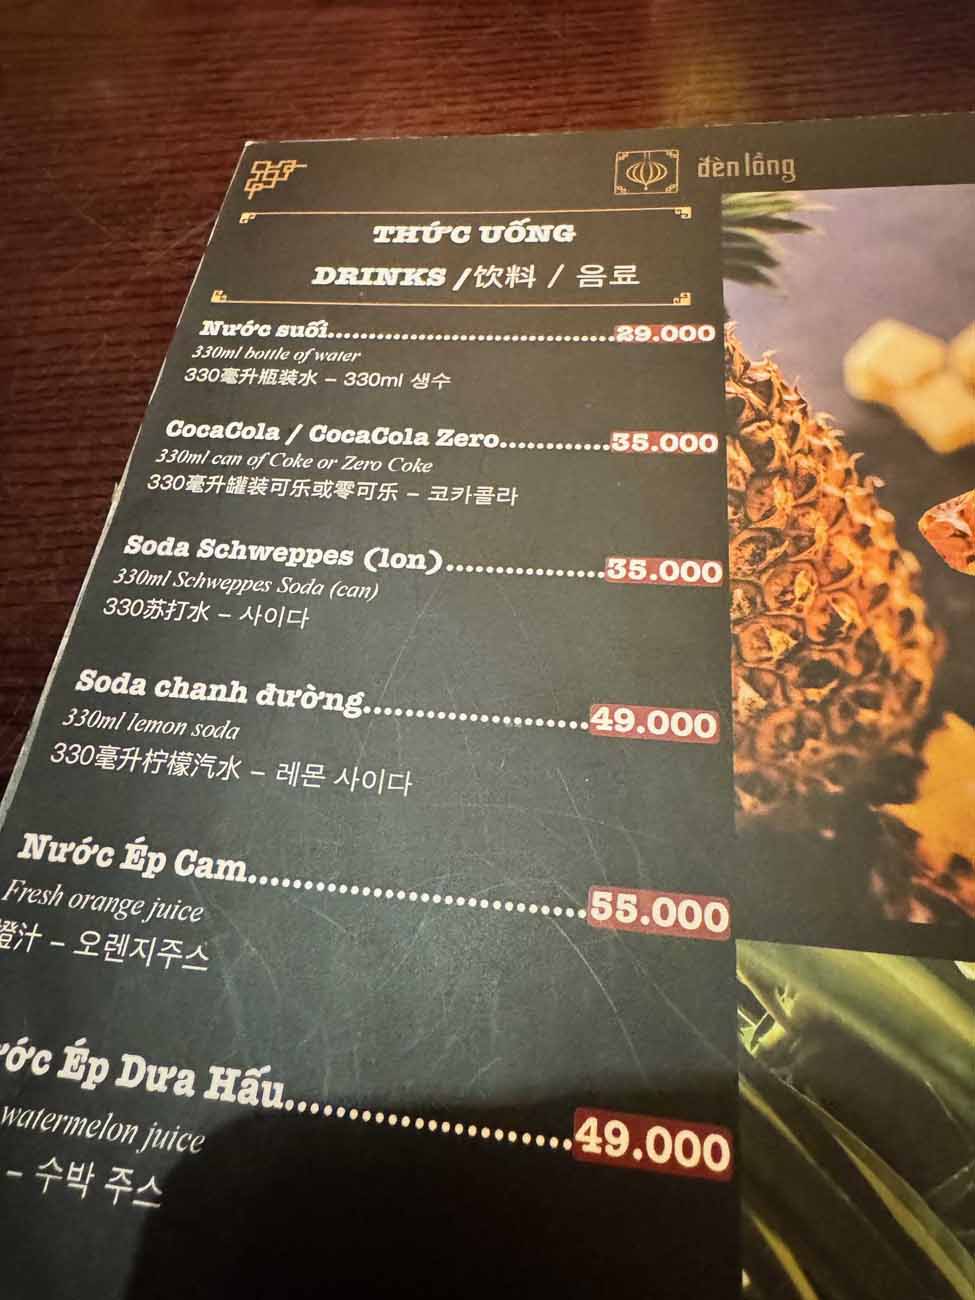 đèn lồng
THỨC UỐNG
DRINKS / 饮料 / 음료
Nước suối........................................29.000
330ml bottle of water
330毫升瓶装水 – 330ml 생수
CocaCola / CocaCola Zero............35.000
330ml can of Coke or Zero Coke
330毫升罐装可乐或零可乐 – 코카콜라
Soda Schweppes (lon)..................35.000
330ml Schweppes Soda (can)
330苏打水 – 사이다
Soda chanh đường........................49.000
330ml lemon soda
330毫升柠檬汽水 – 레몬 사이다
Nước Ép Cam................................55.000
Fresh orange juice
橙汁 – 오렌지주스
ước Ép Dưa Hấu........................49.000
watermelon juice
– 수박 주스